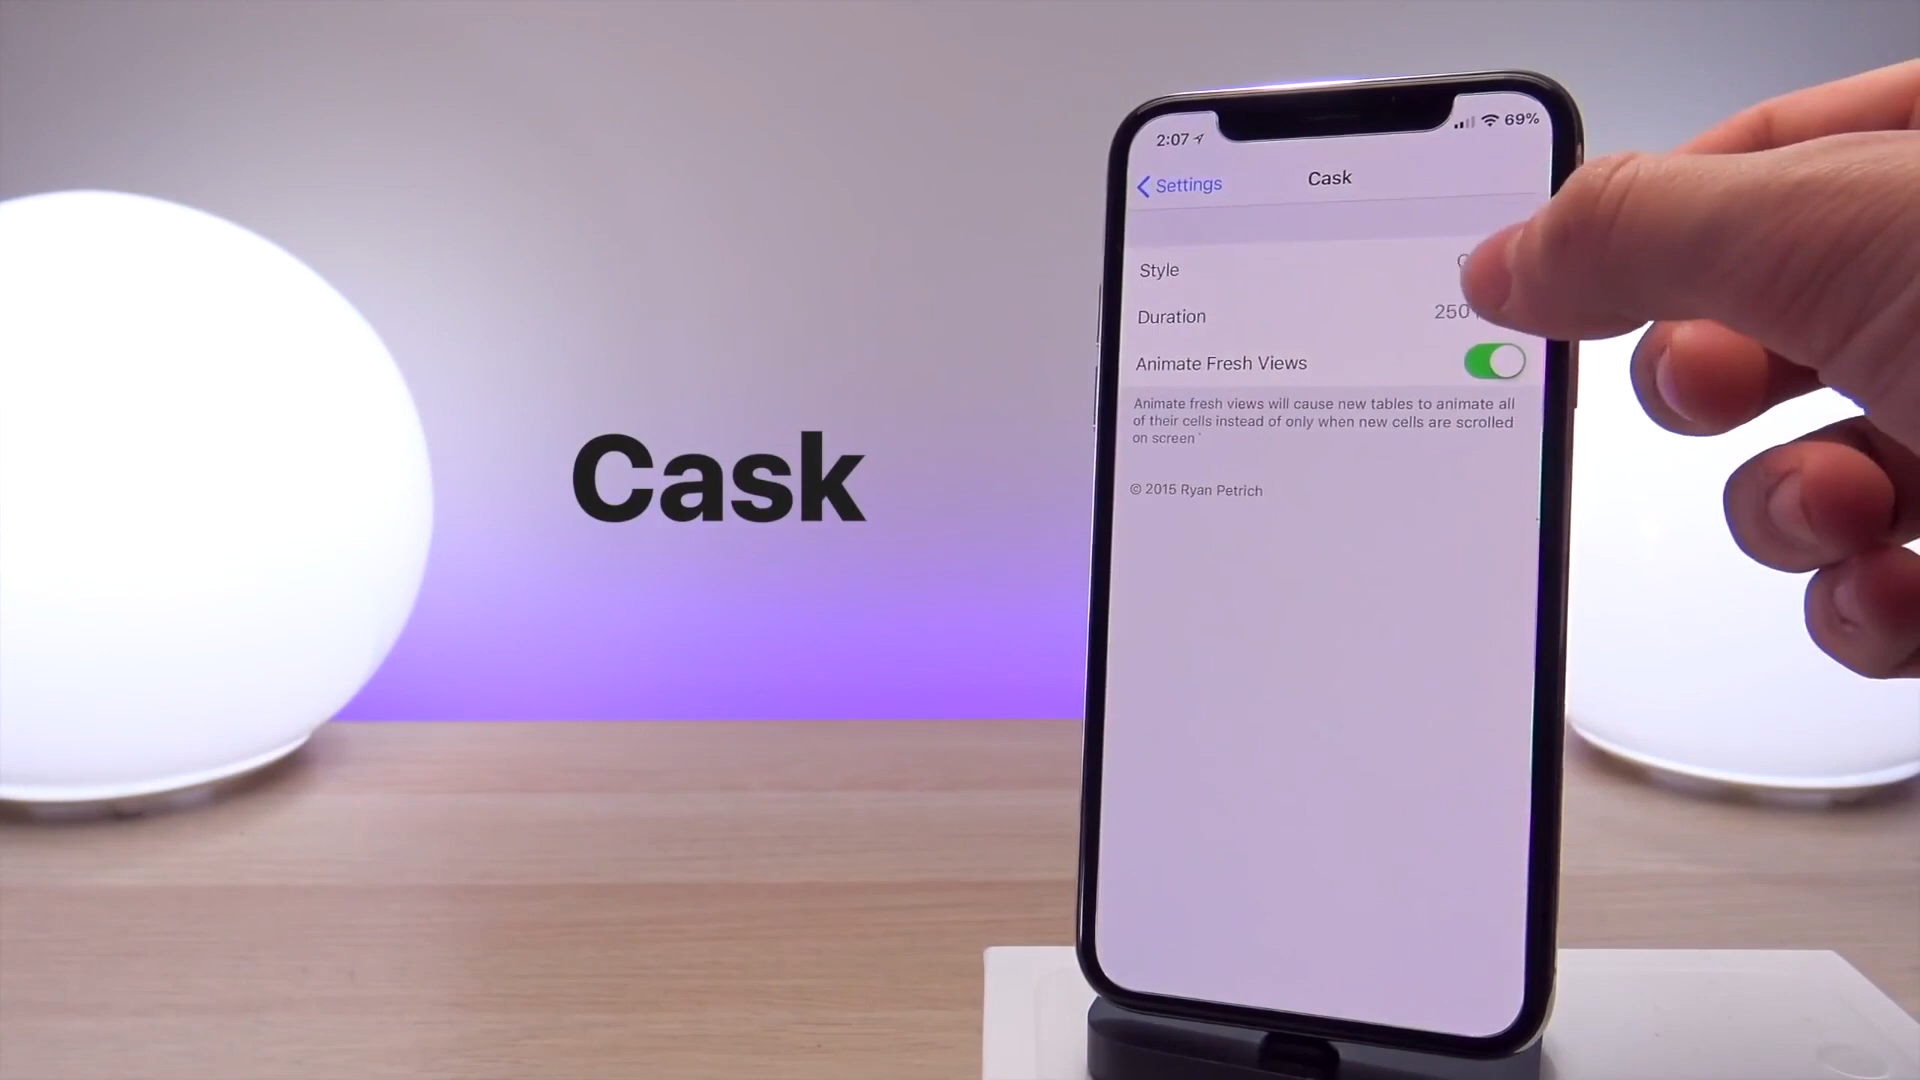 Cask
2:07
69%
Settings
Cask
Style
Duration
250
Animate Fresh Views
Animate fresh views will cause new tables to animate all
of their cells instead of only when new cells are scrolled
on screen`
© 2015 Ryan Petrich